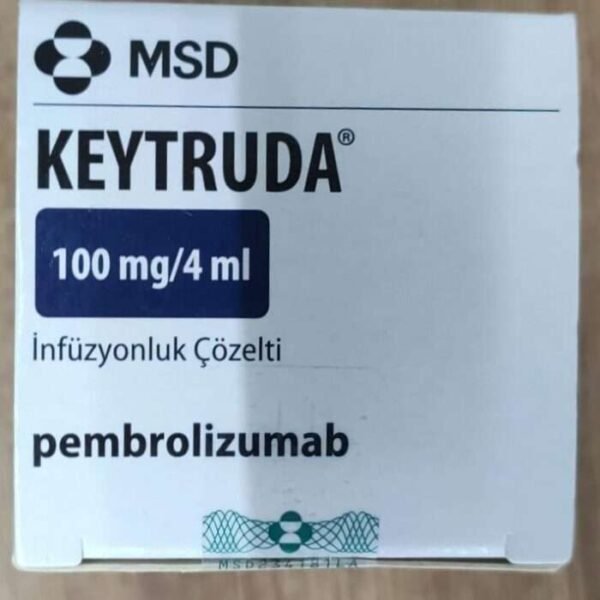 MSD
KEYTRUDA®
100 mg/4 ml
İnfüzyonluk Çözelti
pembrolizumab